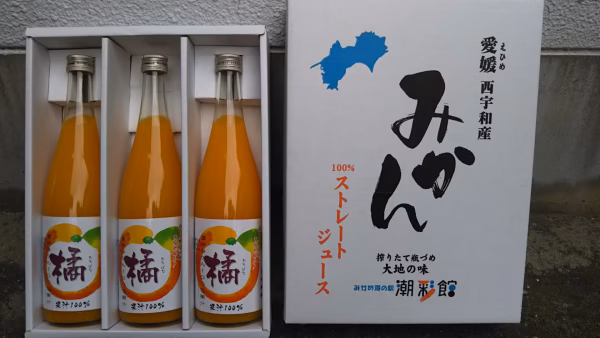 橘
果汁100%
橘
果汁100%
橘
果汁100%
愛媛 西宇和産
えひめ
みかん
100%
ストレート
ジュース
搾りたて瓶づめ
大地の味
潮彩館